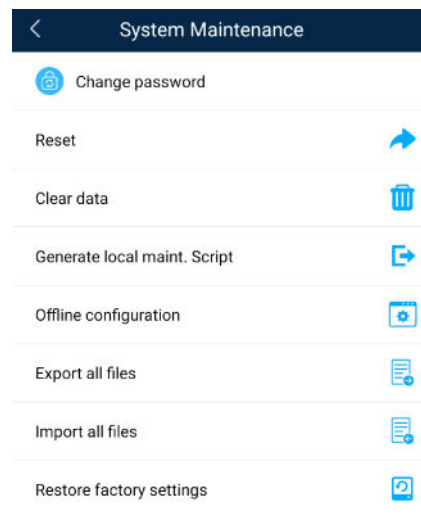 System Maintenance
Change password
Reset
Clear data
Generate local maint. Script
Offline configuration
Export all files
Import all files
Restore factory settings